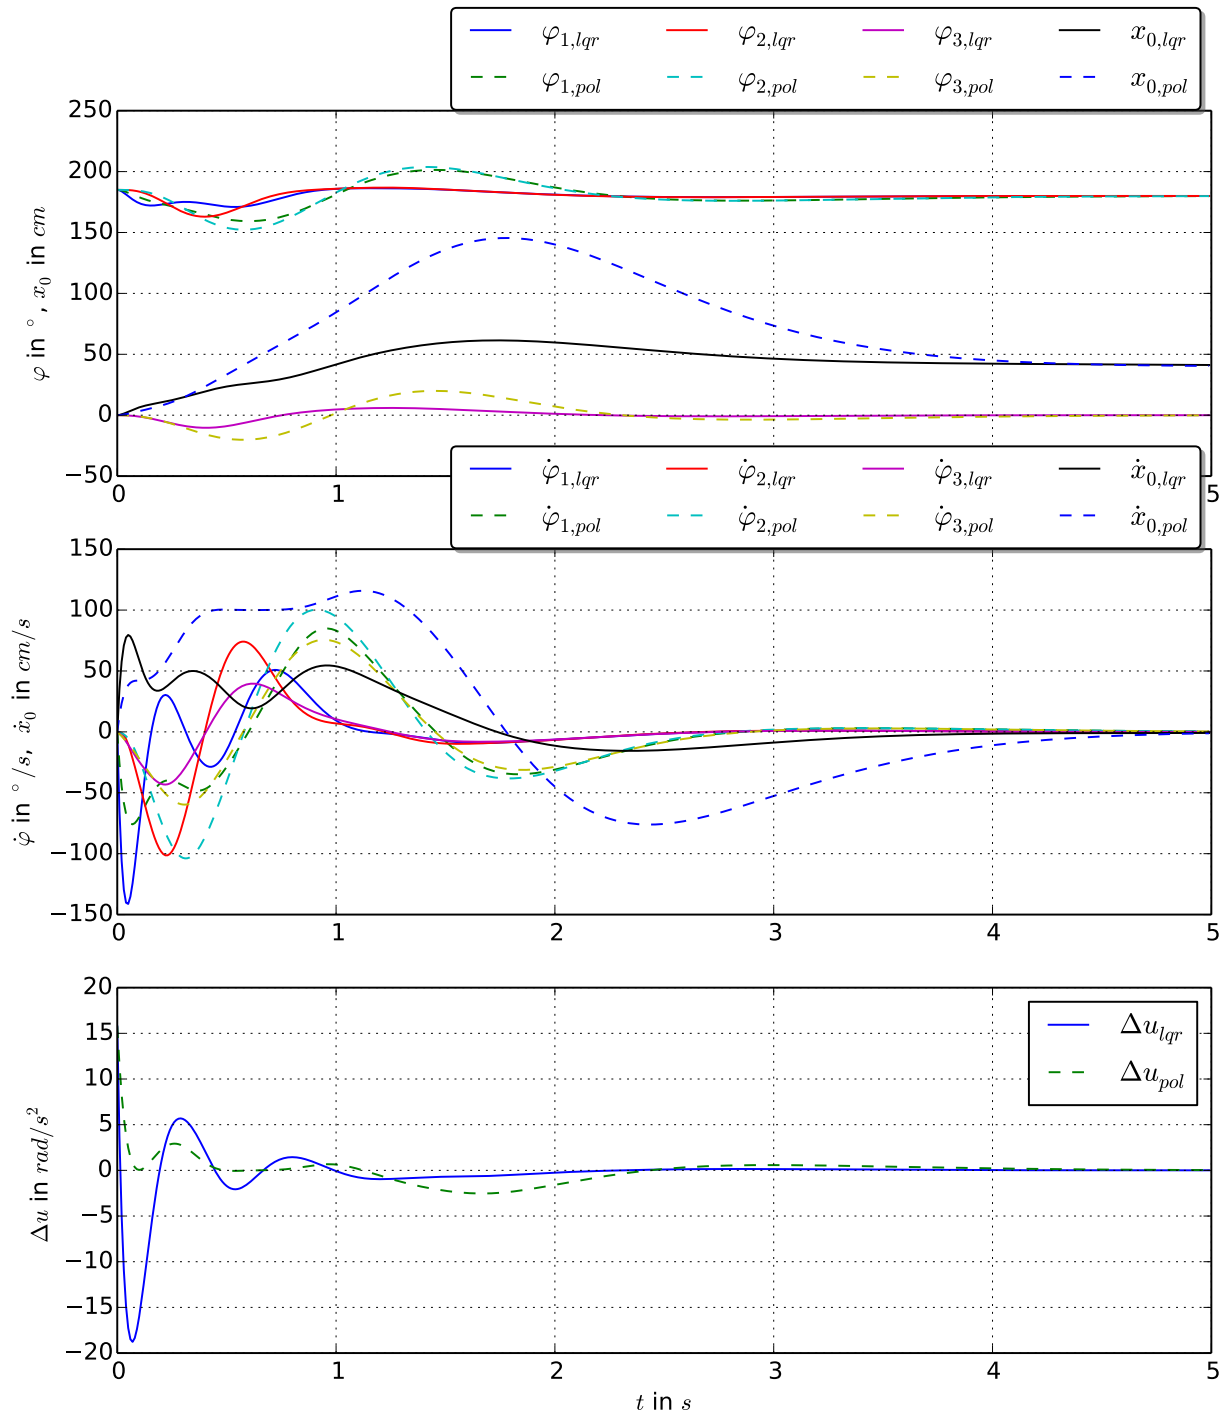 φ1,lqr φ2,lqr φ3,lqr x0,lqr
φ1,pol φ2,pol φ3,pol x0,pol
250
200
150
100
50
0
−50
φ in °, x0 in cm
0 1 2 3 4 5
φ̇1,lqr φ̇2,lqr φ̇3,lqr ẋ0,lqr
φ̇1,pol φ̇2,pol φ̇3,pol ẋ0,pol
150
100
50
0
−50
−100
−150
φ̇ in °/s, ẋ0 in cm/s
0 1 2 3 4 5
Δulqr
Δupol
20
15
10
5
0
−5
−10
−15
−20
Δu in rad/s²
0 1 2 3 4 5
t in s